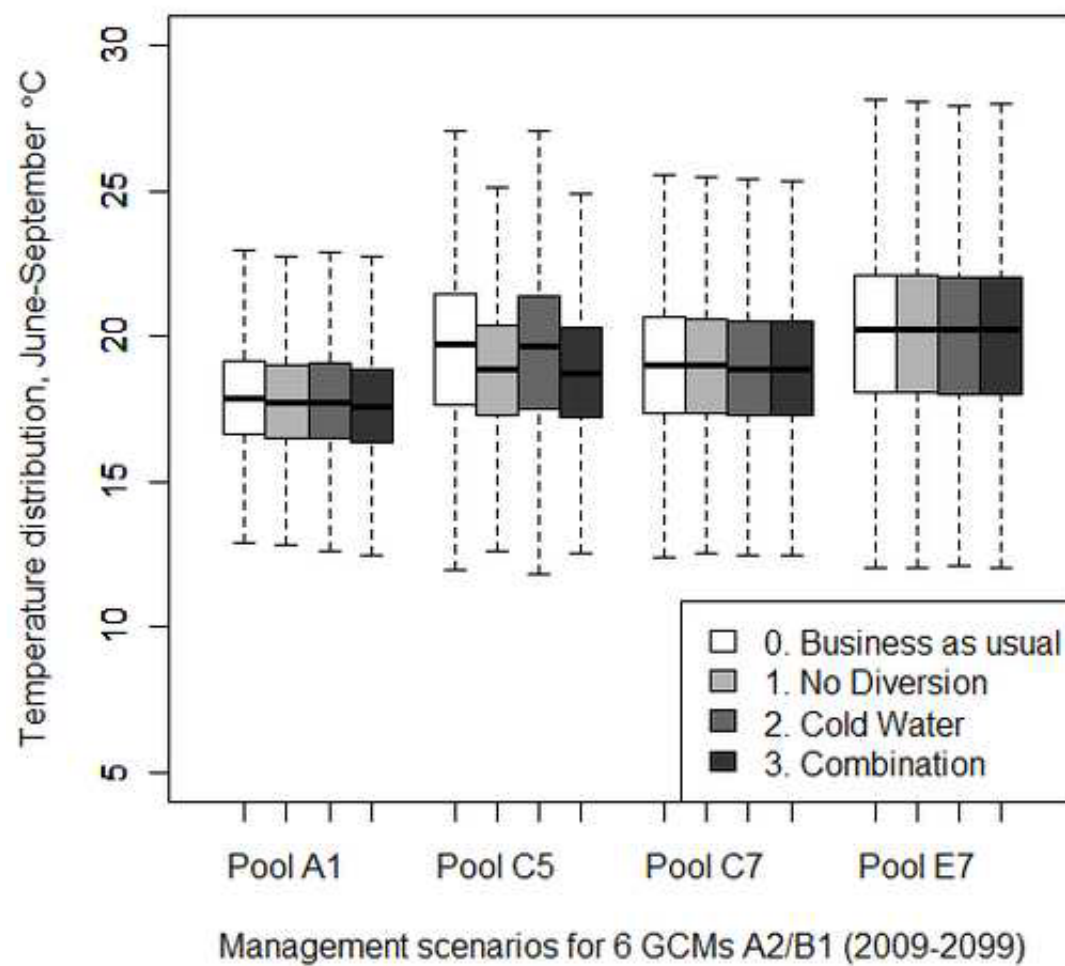 Temperature distribution, June-September °C
30
25
20
15
10
5
0. Business as usual
1. No Diversion
2. Cold Water
3. Combination
Pool A1
Pool C5
Pool C7
Pool E7
Management scenarios for 6 GCMs A2/B1 (2009-2099)